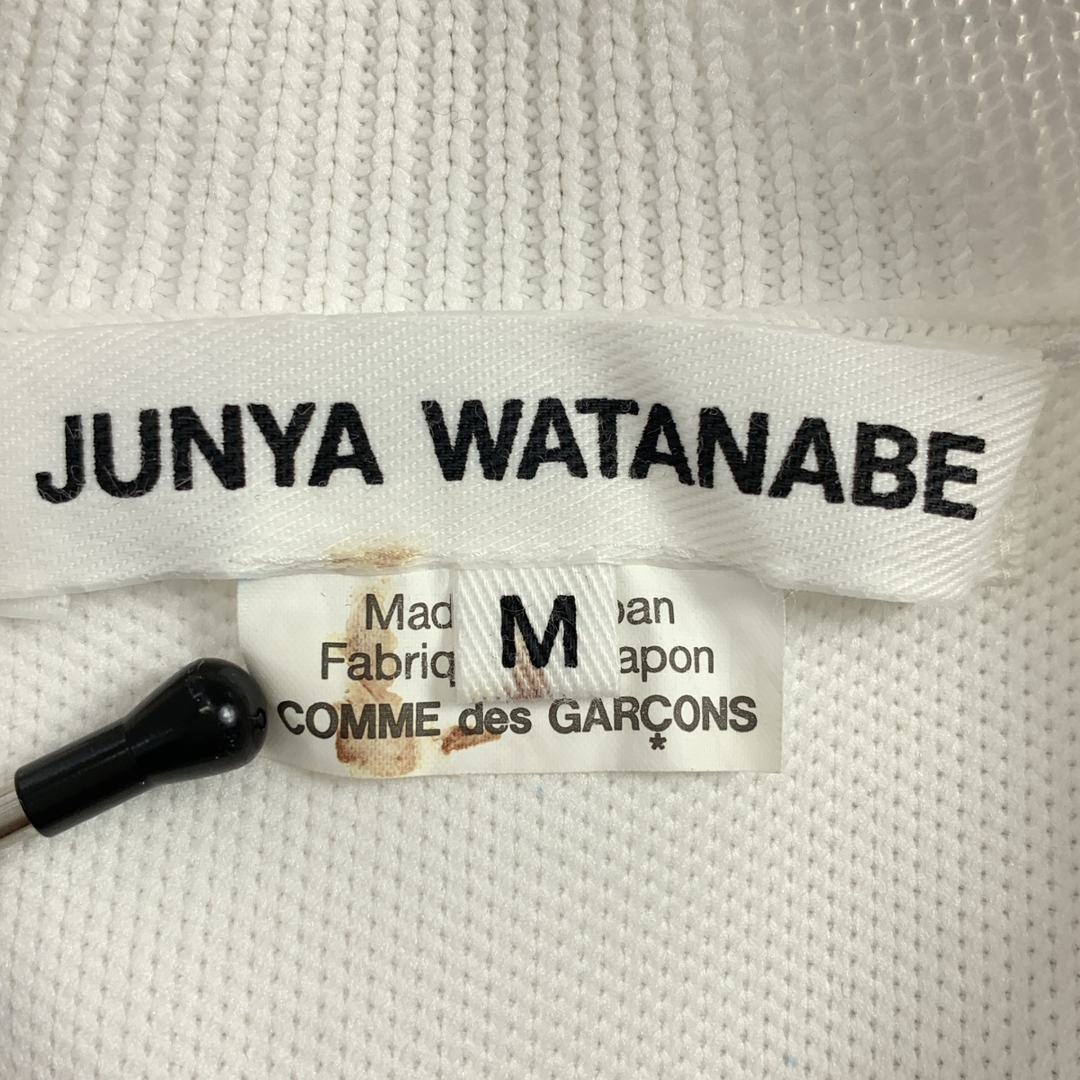 JUNYA WATANABE
M
Mad pan
Fabriq apon
COMME des GARÇONS
*